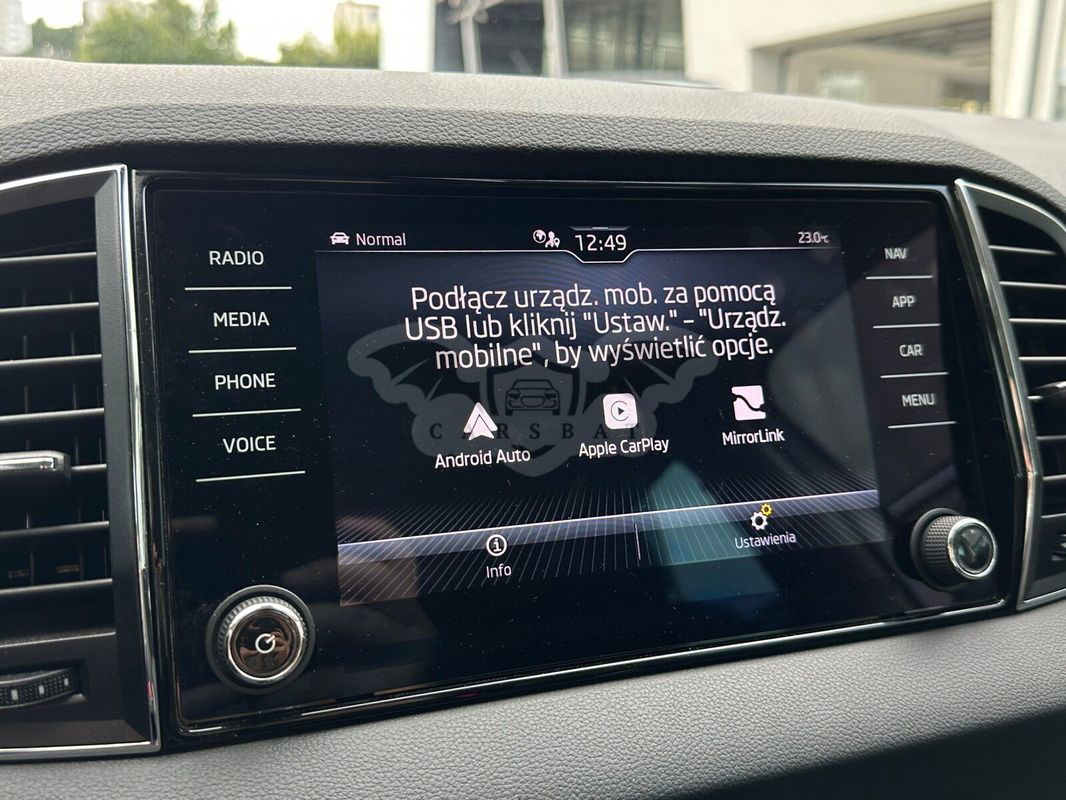 RADIO
MEDIA
PHONE
VOICE
Normal
12:49
23.0°C
Podłącz urządz. mob. za pomocą
USB lub kliknij "Ustaw." - "Urządz.
mobilne", by wyświetlić opcje.
Android Auto
Apple CarPlay
MirrorLink
CARSBAT
Info
Ustawienia
NAV
APP
CAR
MENU